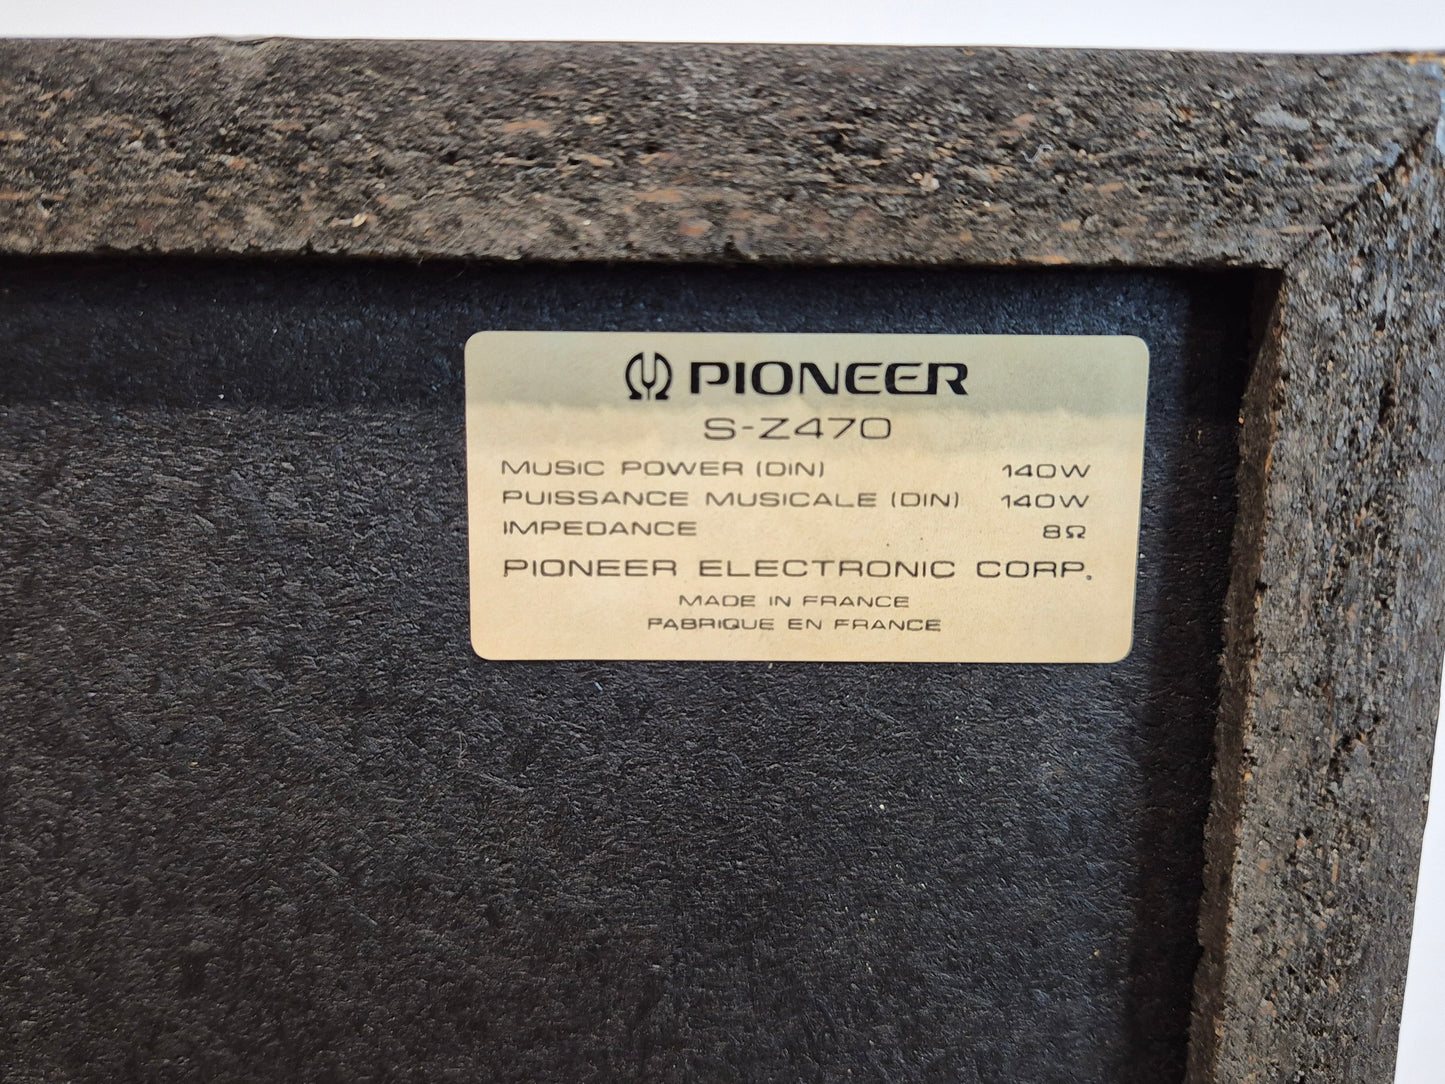 PIONEER
S-Z470
MUSIC POWER (DIN) 140W
PUISSANCE MUSICALE (DIN) 140W
IMPEDANCE 8Ω
PIONEER ELECTRONIC CORP.
MADE IN FRANCE
FABRIQUE EN FRANCE